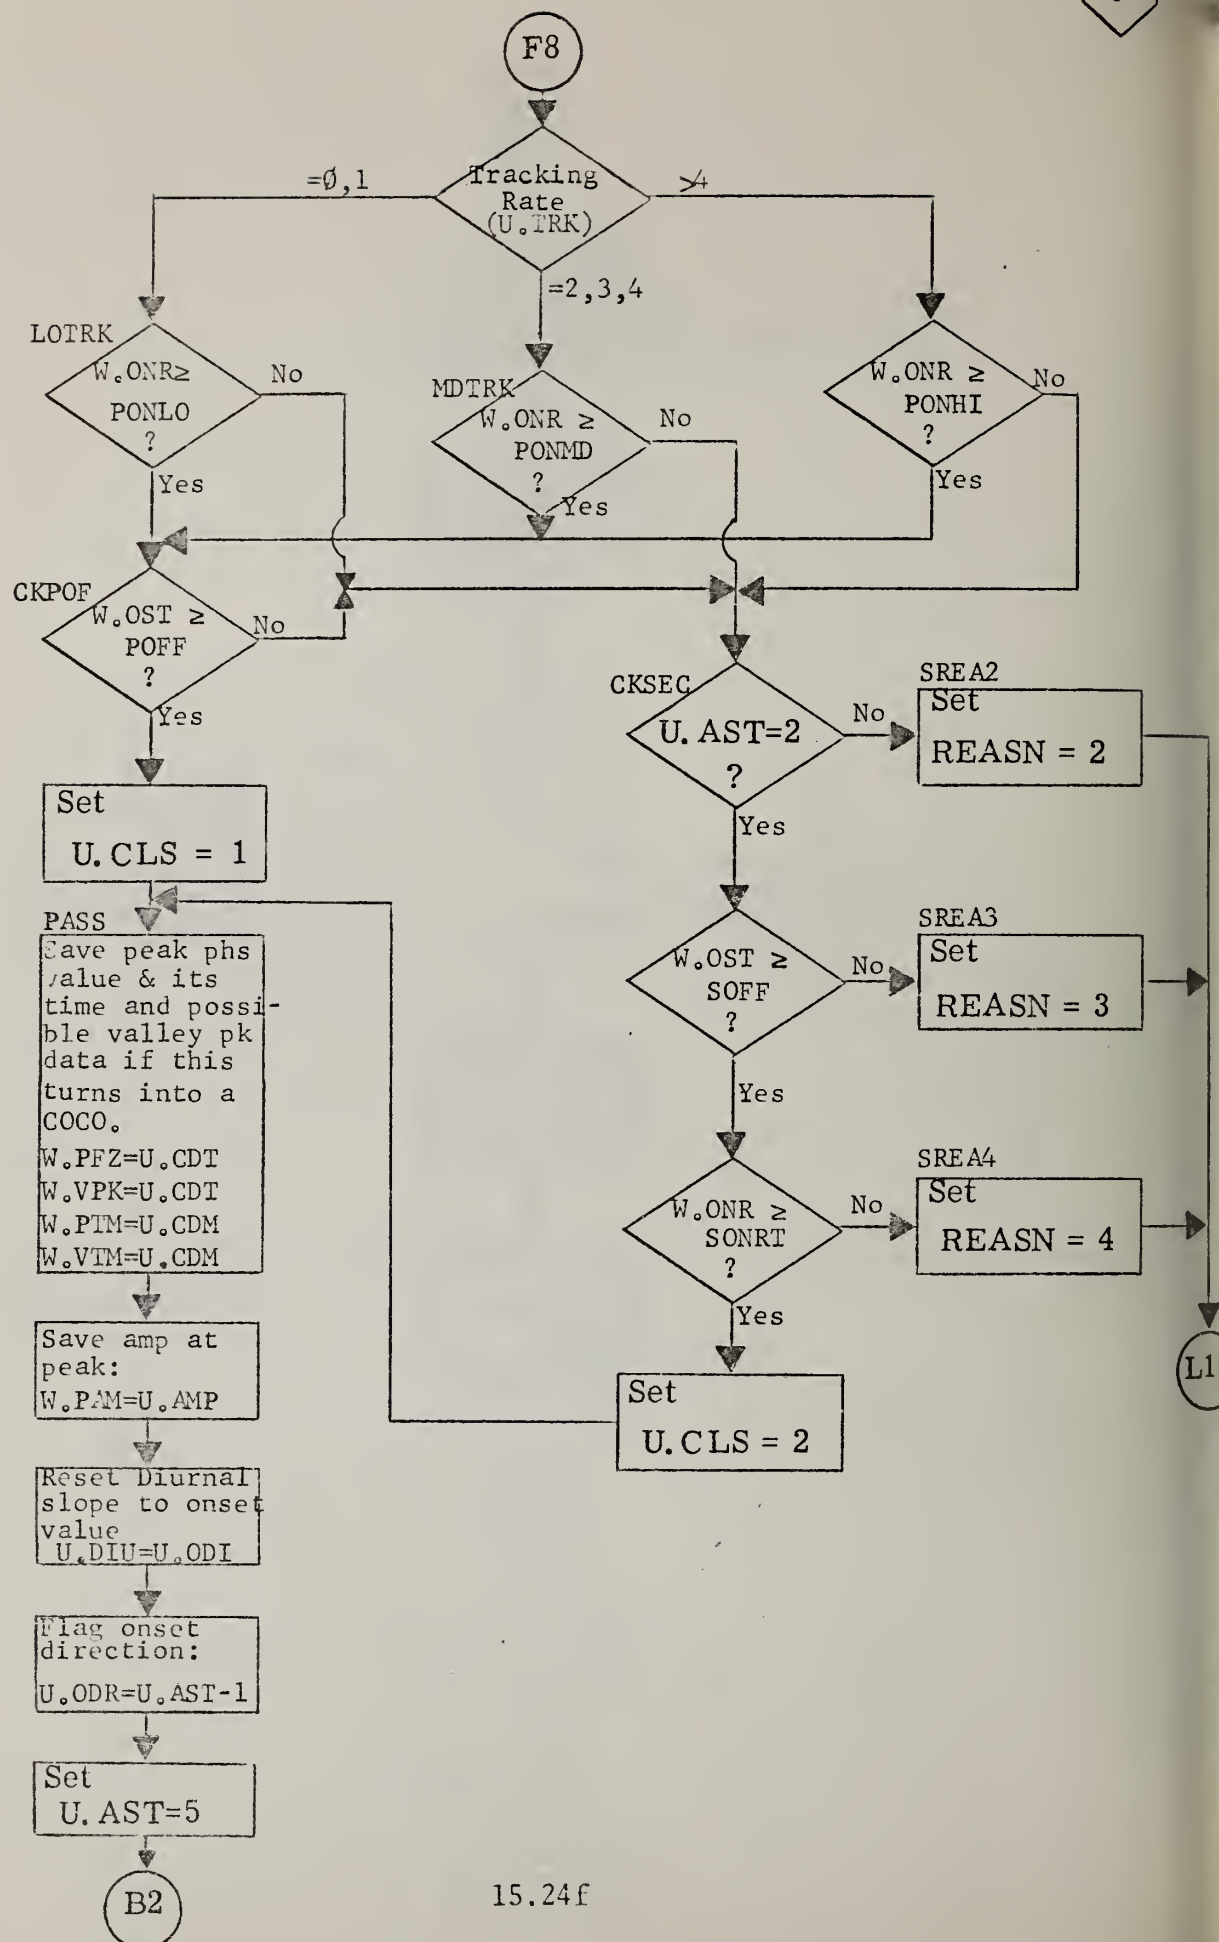 F8
Tracking
Rate
(U.TRK)
=Ø,1
>4
=2,3,4
LOTRK
W.ONR≥
PONLO
?
No
Yes
MDTRK
W.ONR ≥
PONMD
?
No
Yes
W.ONR ≥
PONHI
?
No
Yes
CKPOF
W.OST ≥
POFF
?
No
Yes
Set
U.CLS = 1
CKSEC
U.AST=2
?
No
Yes
SREA2
Set
REASN = 2
PASS
Save peak phs
value & its
time and possi-
ble valley pk
data if this
turns into a
COCO.
W.PFZ=U.CDT
W.VPK=U.CDT
W.PTM=U.CDM
W.VTM=U.CDM
W.OST ≥
SOFF
?
No
Yes
SREA3
Set
REASN = 3
W.ONR ≥
SONRT
?
No
Yes
SREA4
Set
REASN = 4
L1
Set
U.CLS = 2
Save amp at
peak:
W.PAM=U.AMP
Reset Diurnal
slope to onset
value
U.DIU=U.ODI
Flag onset
direction:
U.ODR=U.AST-1
Set
U.AST=5
B2
15.24f